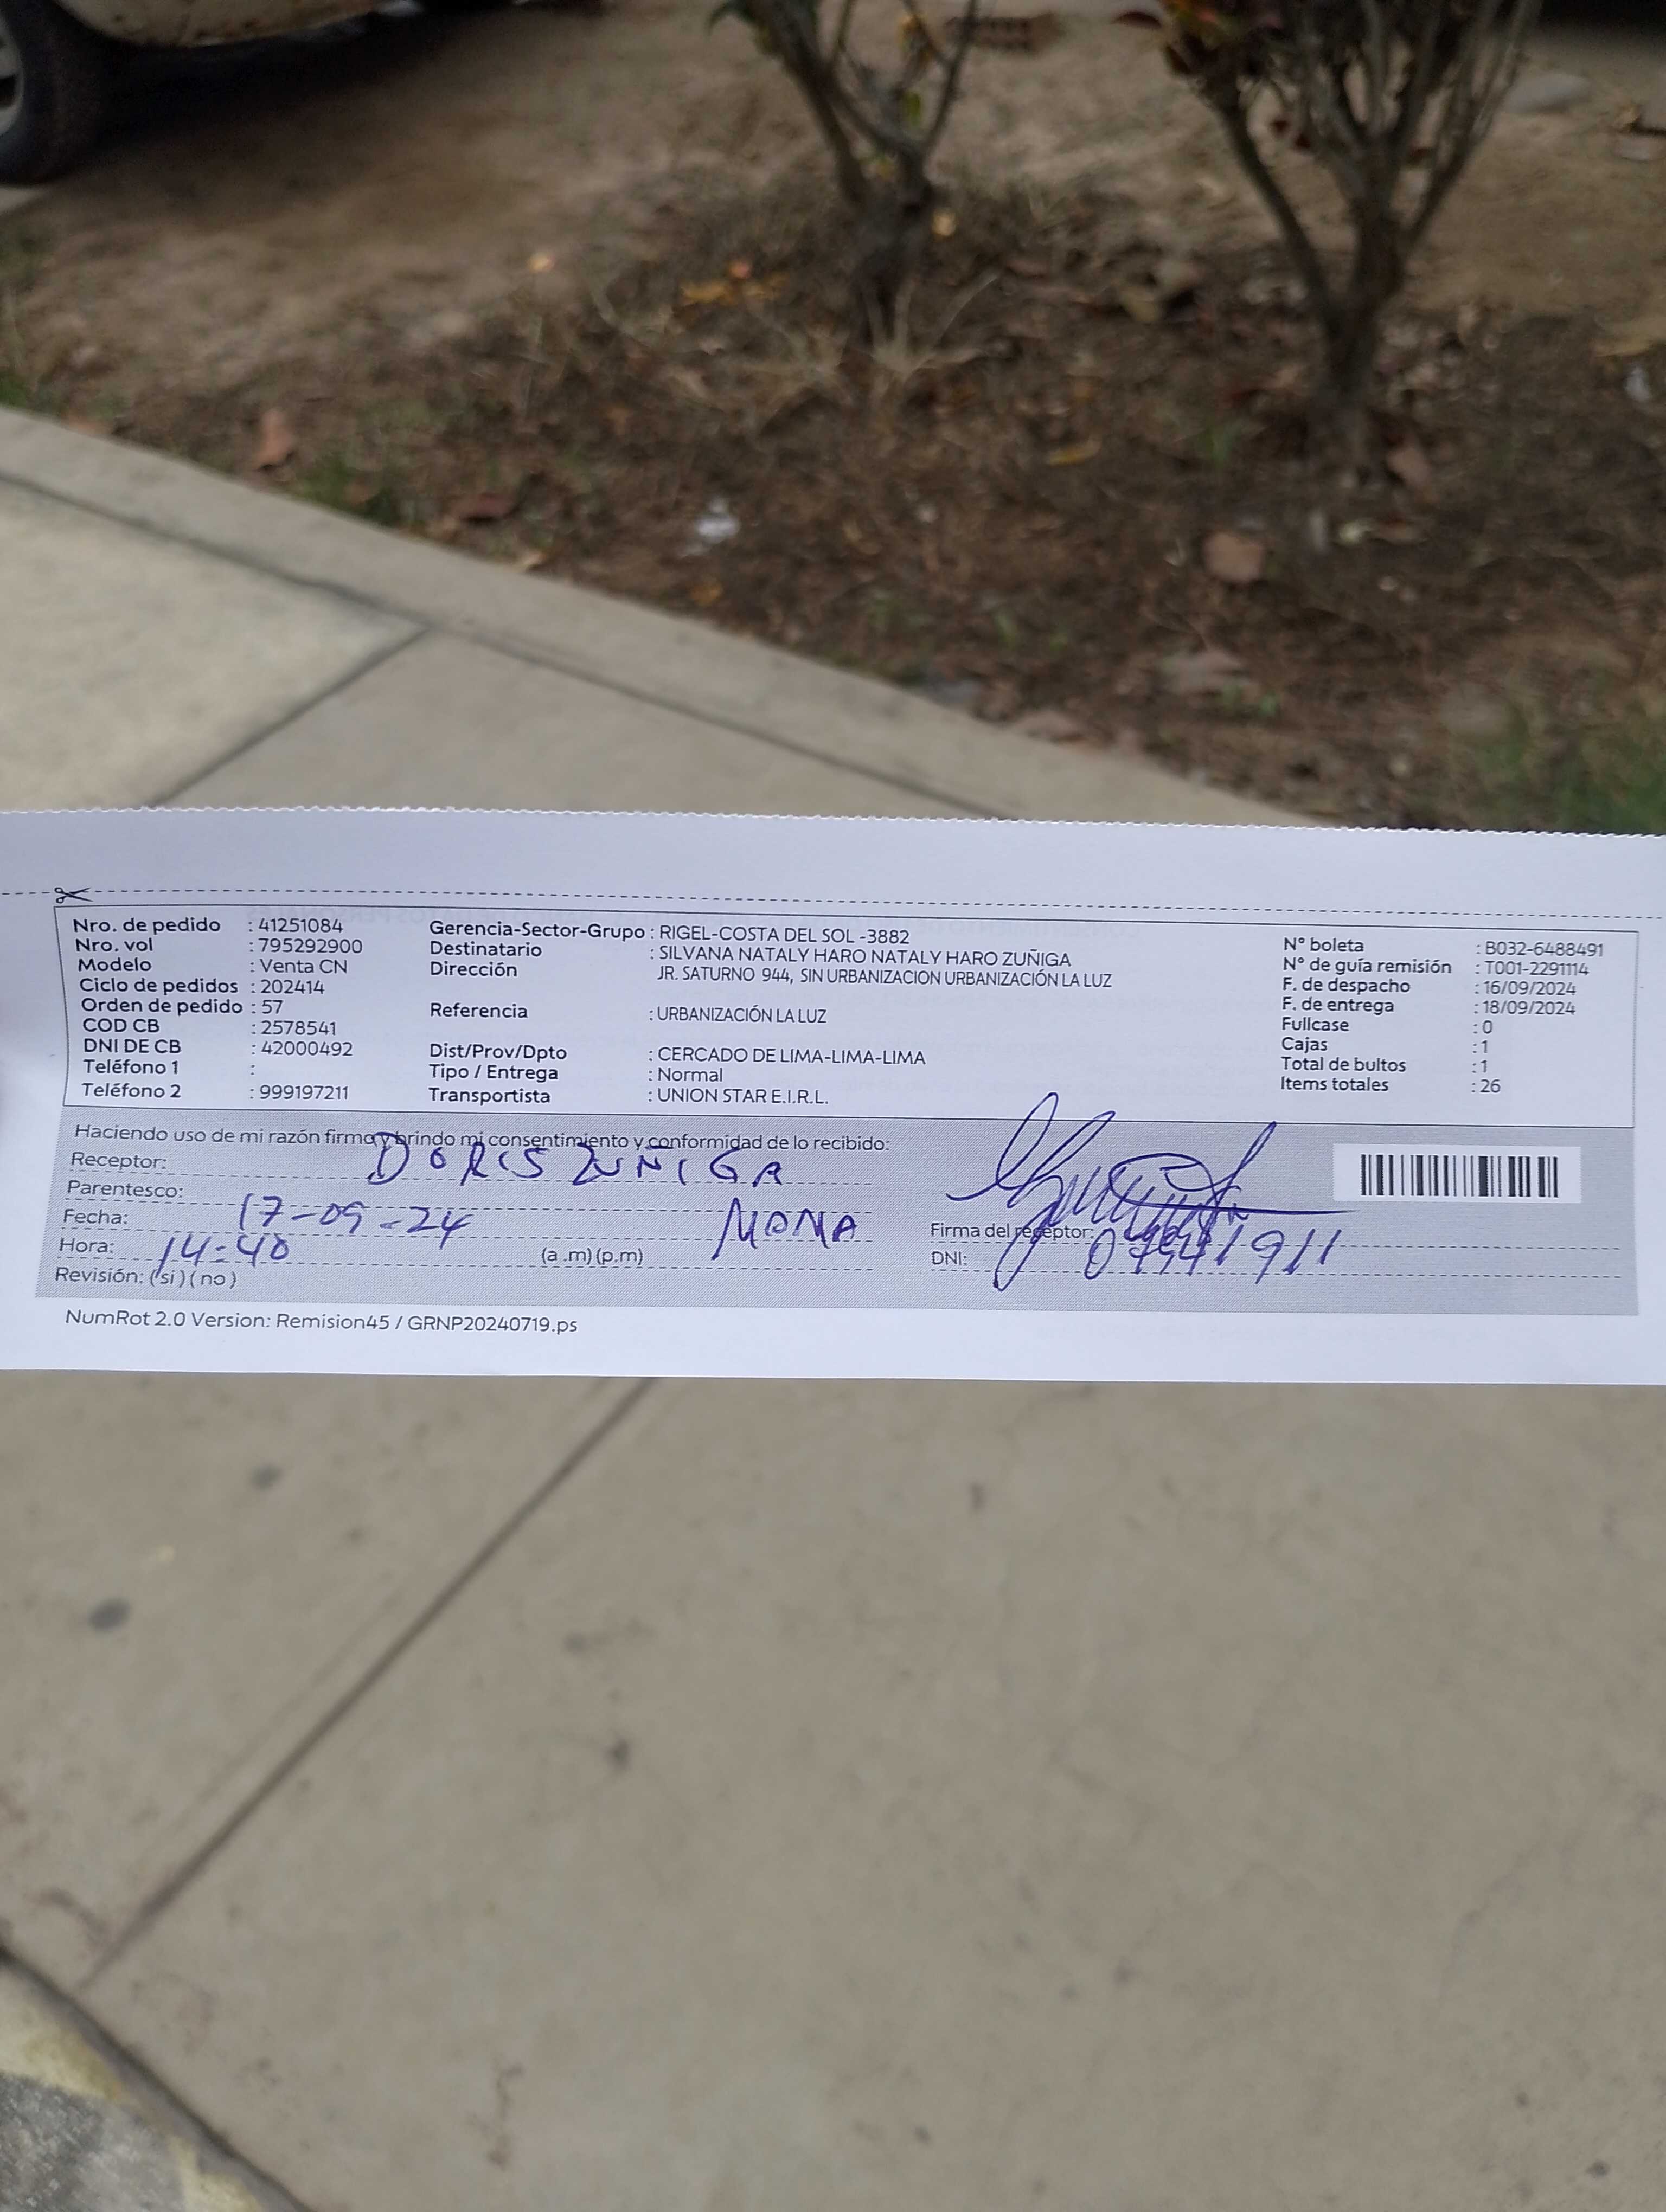 Nro. de pedido : 41251084
Nro. vol : 795292900
Modelo : Venta CN
Ciclo de pedidos : 202414
Orden de pedido : 57
COD CB : 2578541
DNI DE CB : 42000492
Teléfono 1 :
Teléfono 2 : 999197211
Gerencia-Sector-Grupo : RIGEL-COSTA DEL SOL -3882
Destinatario : SILVANA NATALY HARO NATALY HARO ZUÑIGA
Dirección JR. SATURNO 944, SIN URBANIZACION URBANIZACIÓN LA LUZ
Referencia : URBANIZACIÓN LA LUZ
Dist/Prov/Dpto : CERCADO DE LIMA-LIMA-LIMA
Tipo / Entrega : Normal
Transportista : UNION STAR E.I.R.L.
N° boleta : B032-6488491
N° de guía remisión : T001-2291114
F. de despacho : 16/09/2024
F. de entrega : 18/09/2024
Fullcase : 0
Cajas : 1
Total de bultos : 1
Items totales : 26
Haciendo uso de mi razón firmo y brindo mi consentimiento y conformidad de lo recibido:
Receptor: DORIS ZUÑIGA
Parentesco: MAMA
Fecha: 17-09-24
Hora: 14:40 (a .m) (p.m)
Revisión: ( si ) ( no )
Firma del receptor:
DNI:
NumRot 2.0 Version: Remision45 / GRNP20240719.ps